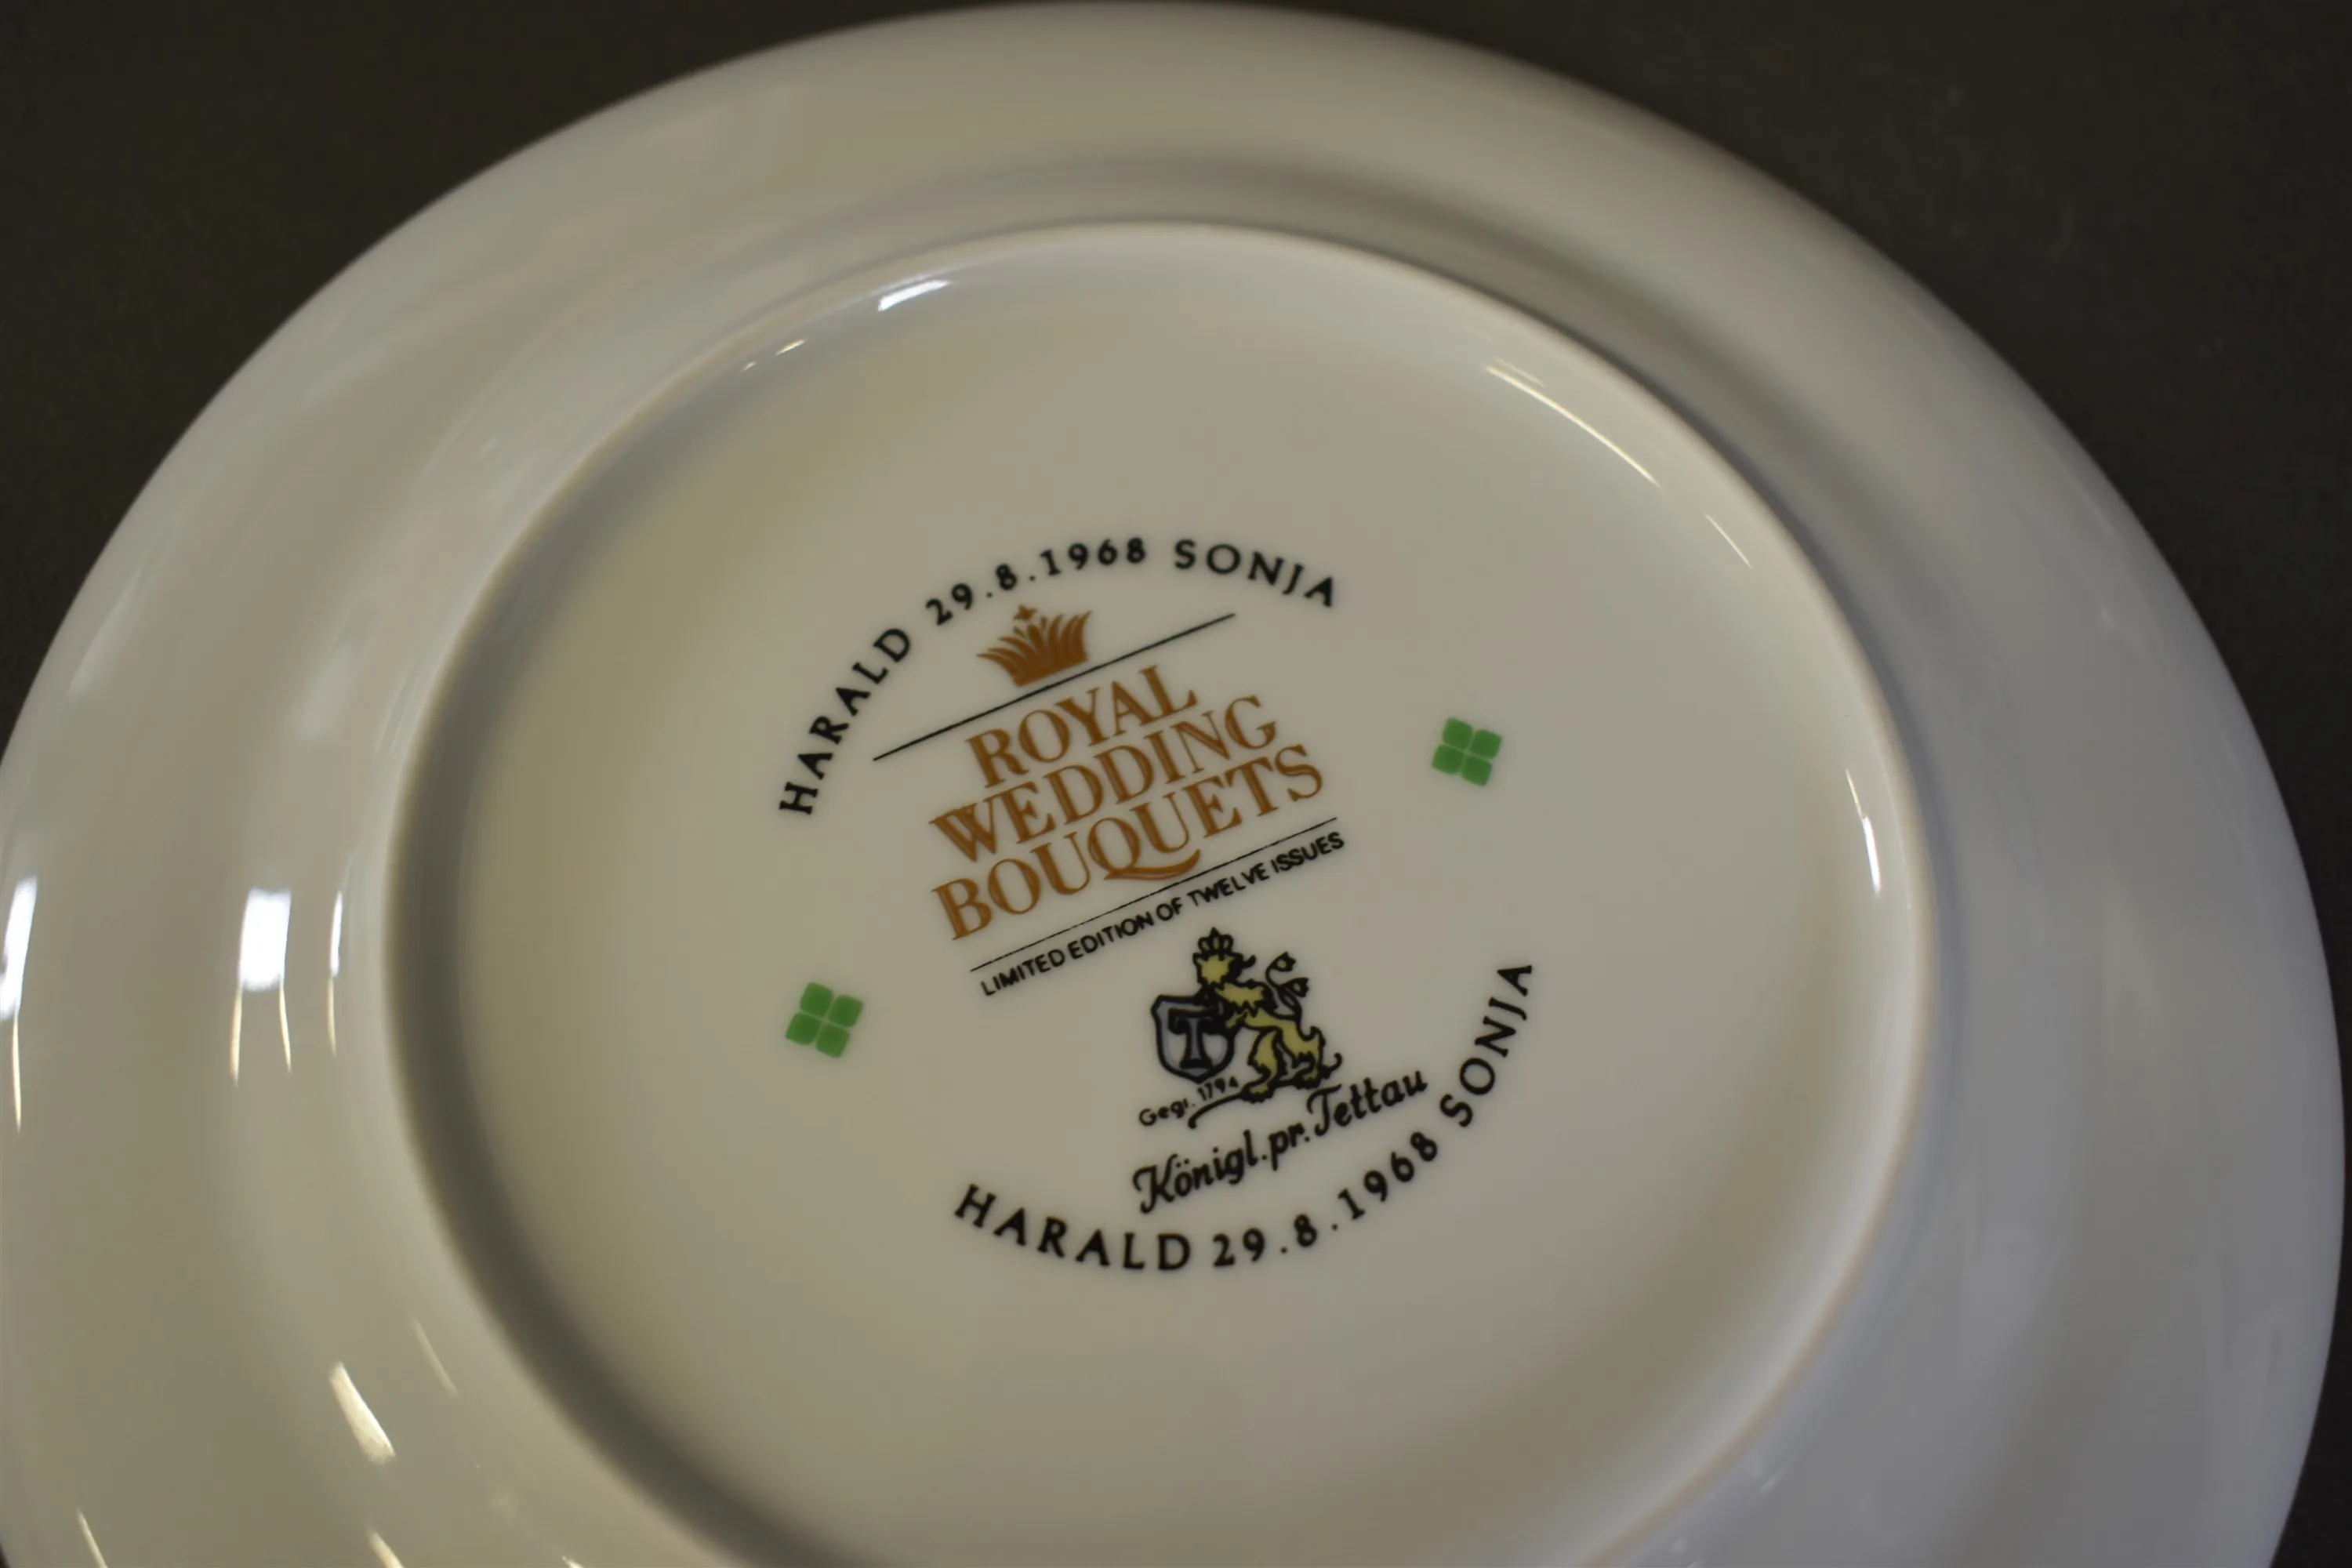 HARALD 29.8.1968 SONJA
ROYAL
WEDDING
BOUQUETS
LIMITED EDITION OF TWELVE ISSUES
T
Gegr. 1794
Königl.pr.Tettau
HARALD 29.8.1968 SONJA